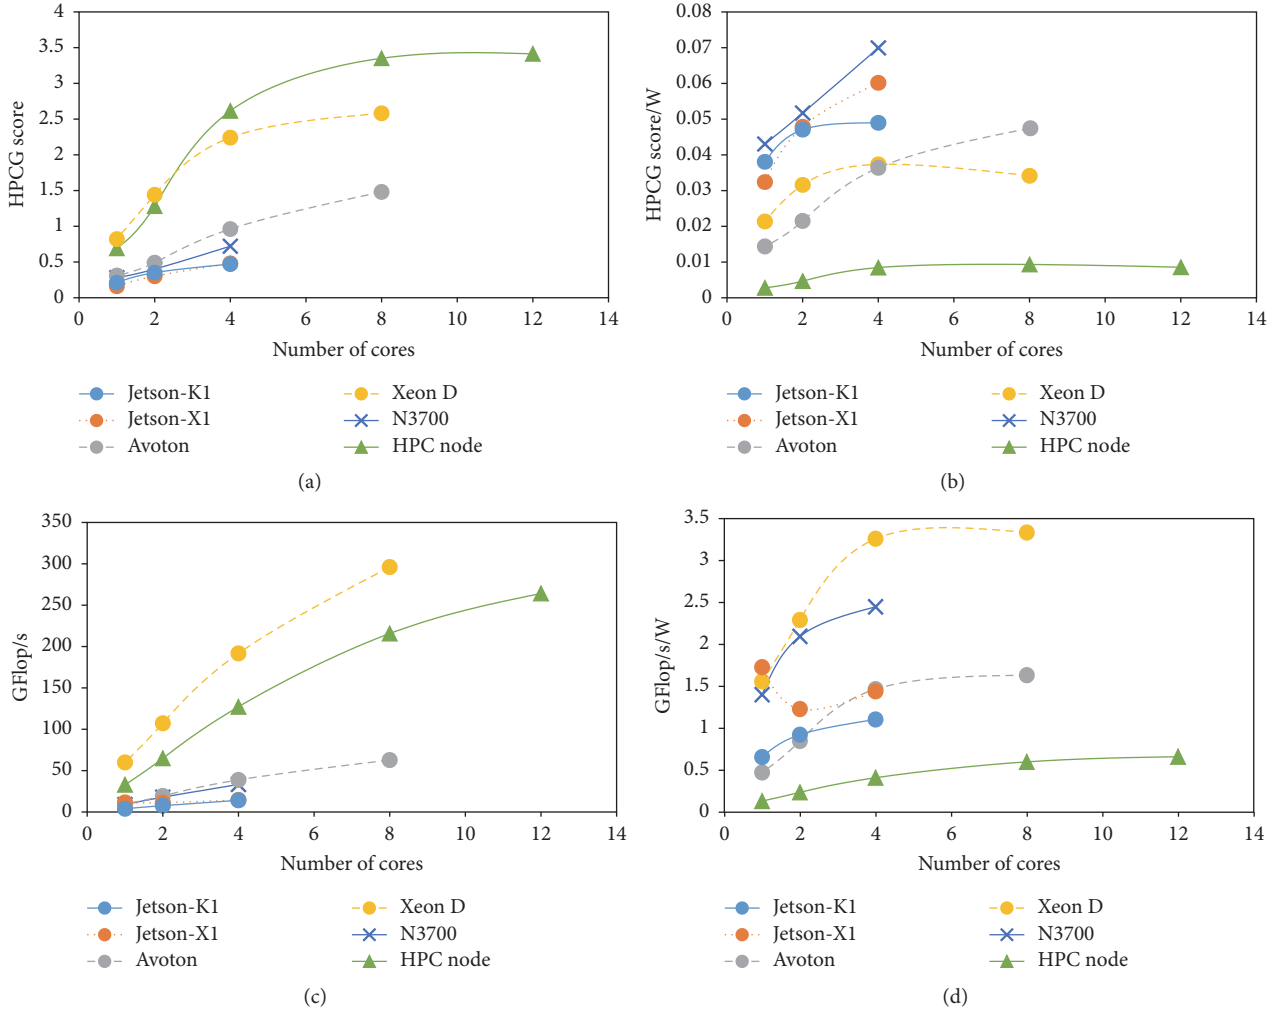 HPCG score
4
3.5
3
2.5
2
1.5
1
0.5
0
0 2 4 6 8 10 12 14
Number of cores
Jetson-K1 Xeon D
Jetson-X1 N3700
Avoton HPC node
(a)
HPCG score/W
0.08
0.07
0.06
0.05
0.04
0.03
0.02
0.01
0
0 2 4 6 8 10 12 14
Number of cores
Jetson-K1 Xeon D
Jetson-X1 N3700
Avoton HPC node
(b)
GFlop/s
350
300
250
200
150
100
50
0
0 2 4 6 8 10 12 14
Number of cores
Jetson-K1 Xeon D
Jetson-X1 N3700
Avoton HPC node
(c)
GFlop/s/W
3.5
3
2.5
2
1.5
1
0.5
0
0 2 4 6 8 10 12 14
Number of cores
Jetson-K1 Xeon D
Jetson-X1 N3700
Avoton HPC node
(d)